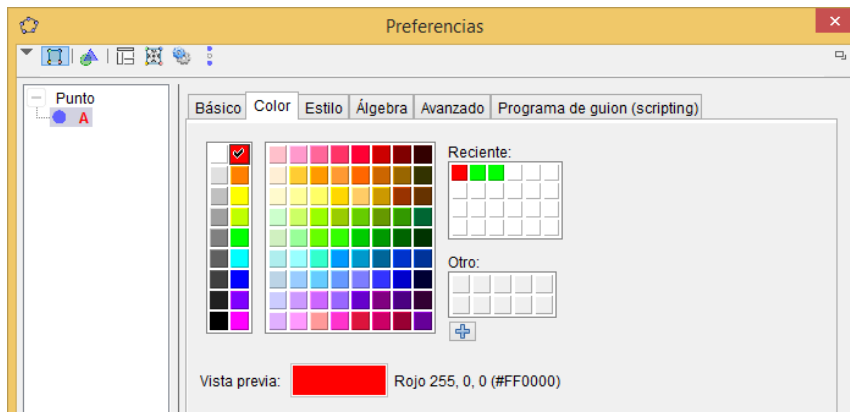 Preferencias
Punto
A
Básico Color Estilo Álgebra Avanzado Programa de guion (scripting)
Reciente:
Otro:
Vista previa: Rojo 255, 0, 0 (#FF0000)